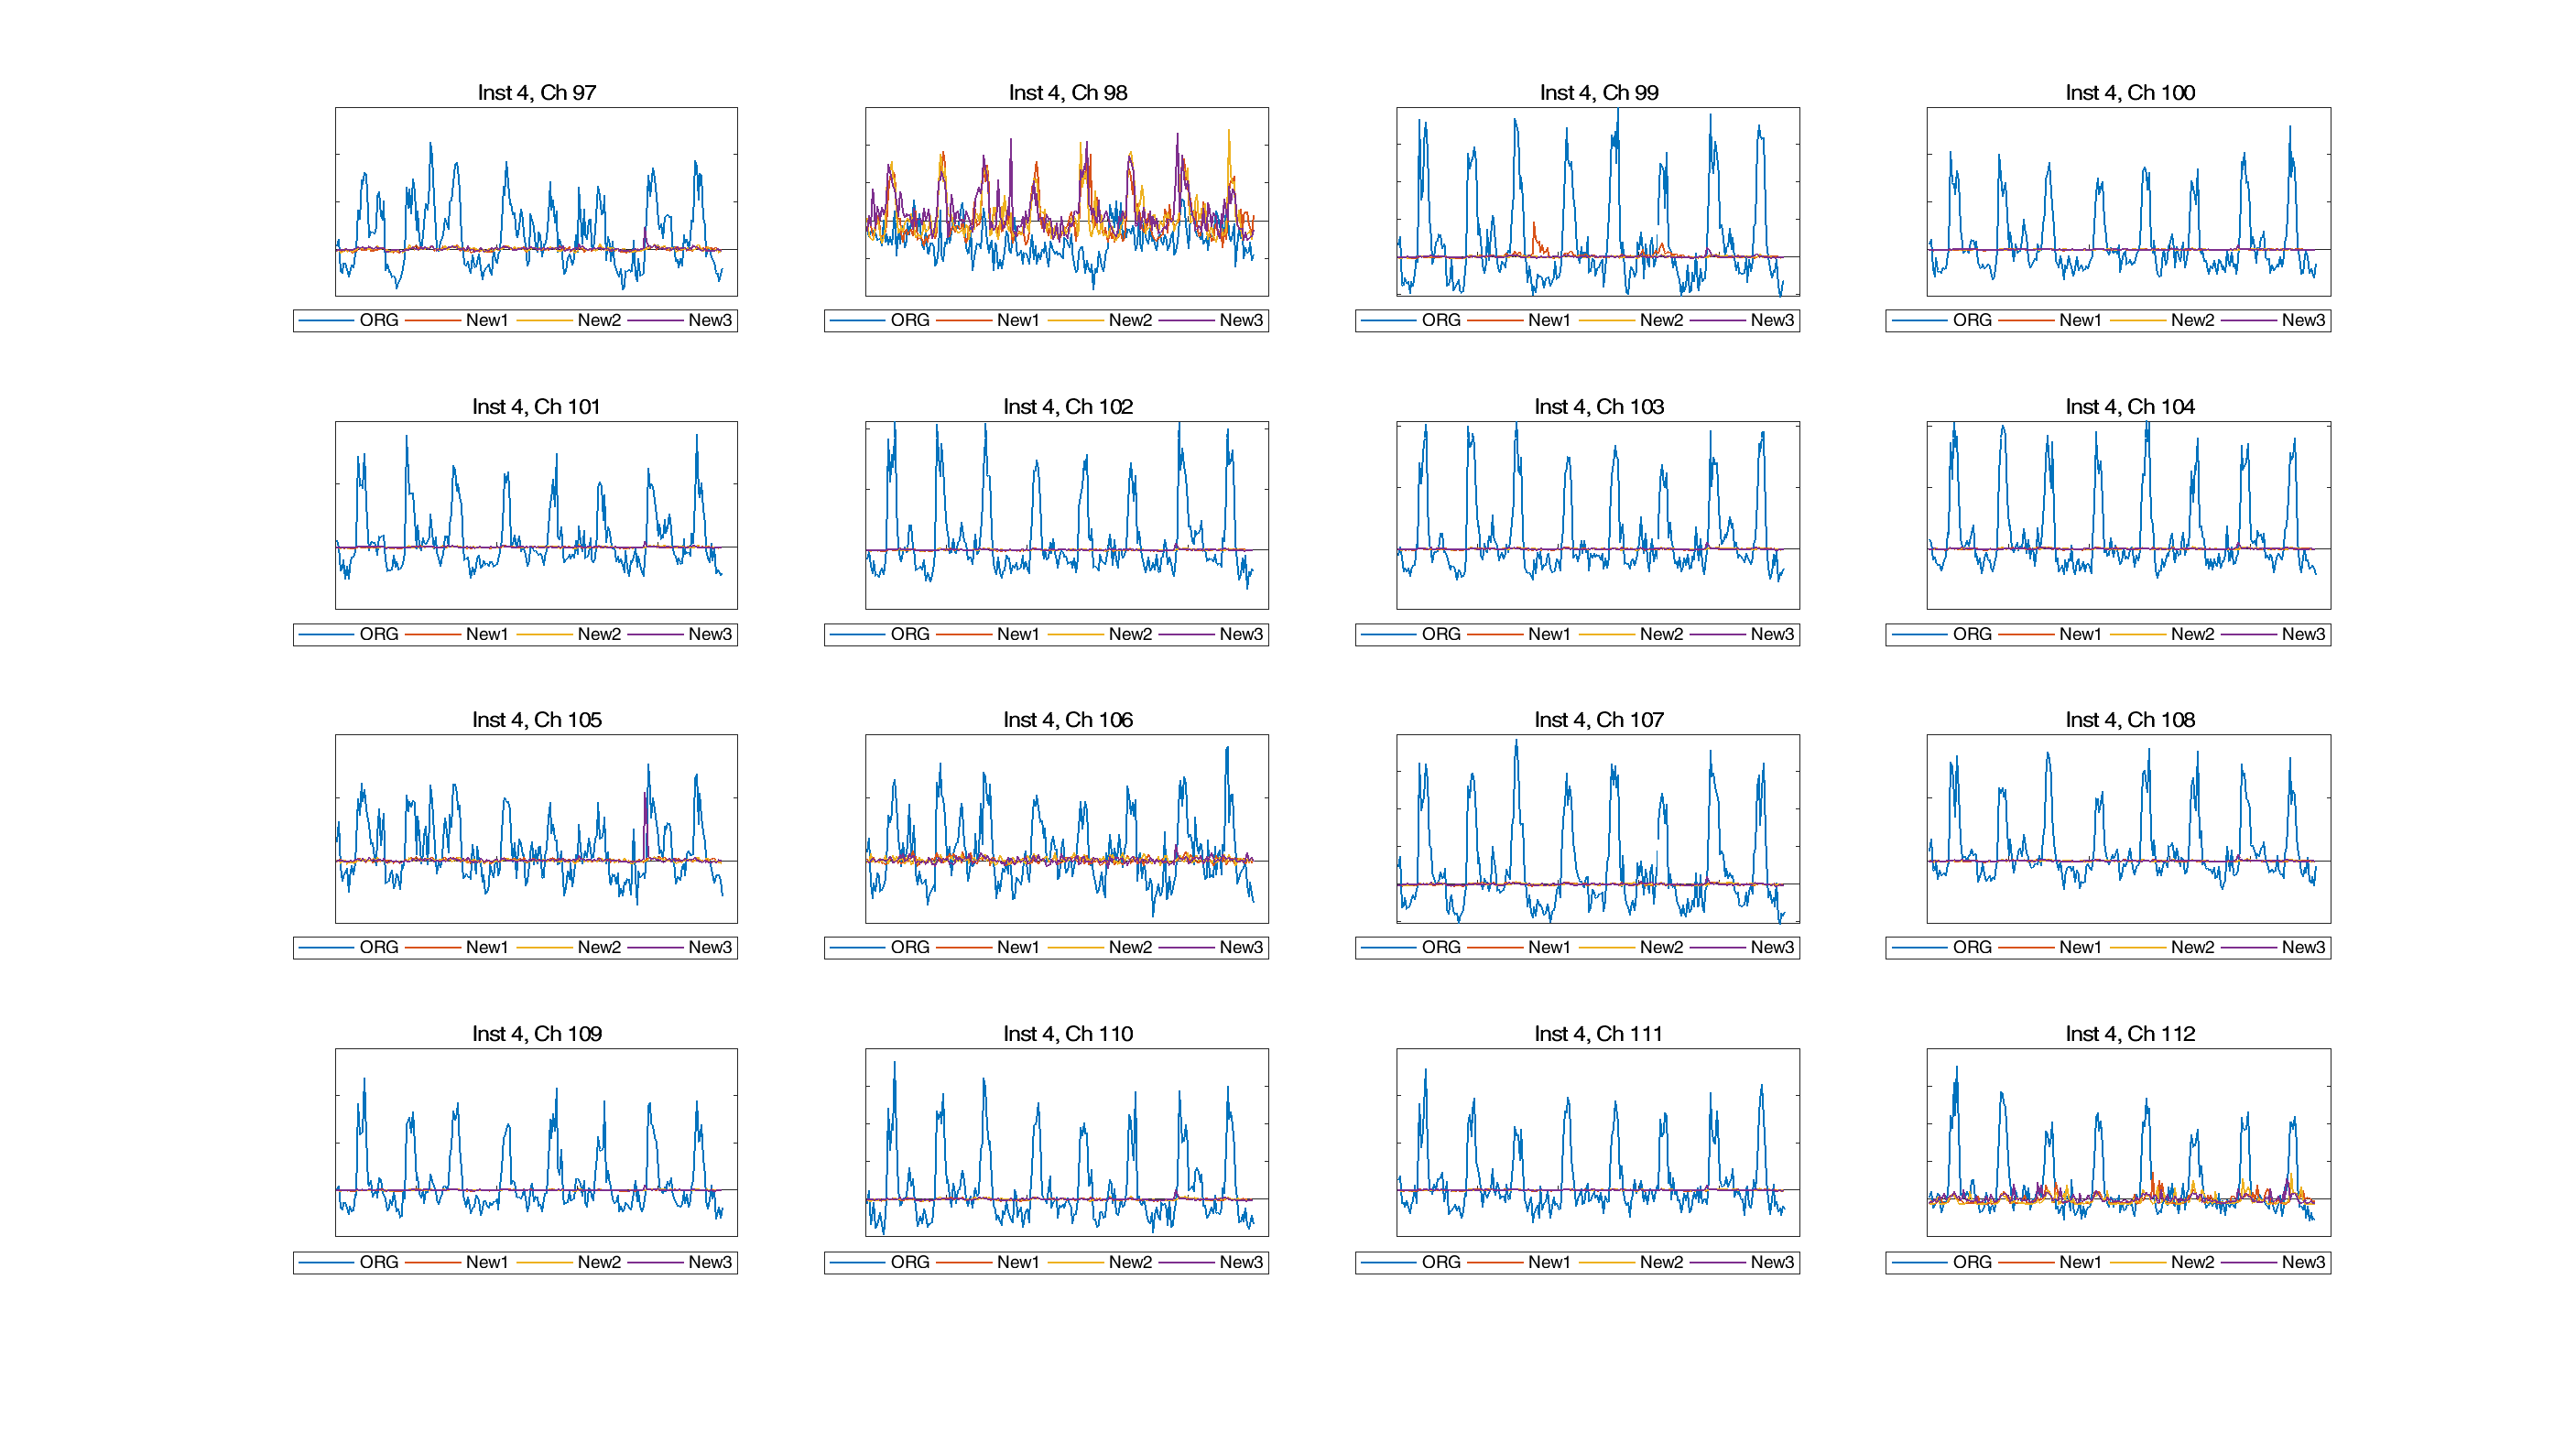 Inst 4, Ch 97
ORG New1 New2 New3
Inst 4, Ch 98
ORG New1 New2 New3
Inst 4, Ch 99
ORG New1 New2 New3
Inst 4, Ch 100
ORG New1 New2 New3
Inst 4, Ch 101
ORG New1 New2 New3
Inst 4, Ch 102
ORG New1 New2 New3
Inst 4, Ch 103
ORG New1 New2 New3
Inst 4, Ch 104
ORG New1 New2 New3
Inst 4, Ch 105
ORG New1 New2 New3
Inst 4, Ch 106
ORG New1 New2 New3
Inst 4, Ch 107
ORG New1 New2 New3
Inst 4, Ch 108
ORG New1 New2 New3
Inst 4, Ch 109
ORG New1 New2 New3
Inst 4, Ch 110
ORG New1 New2 New3
Inst 4, Ch 111
ORG New1 New2 New3
Inst 4, Ch 112
ORG New1 New2 New3